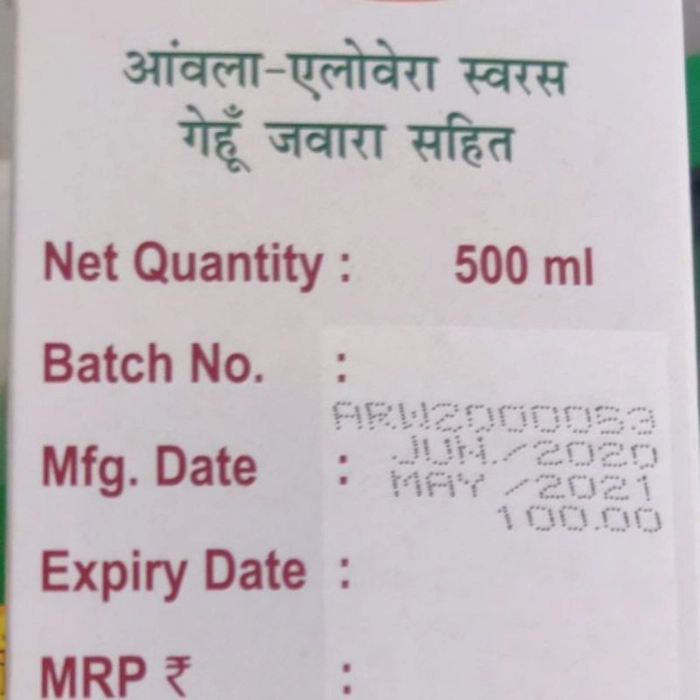 आंवला-एलोवेरा स्वरस
गेहूँ जवारा सहित
Net Quantity : 500 ml
Batch No. :
ARW2000053
Mfg. Date : JUN./2020
MAY /2021
100.00
Expiry Date :
MRP ₹ :